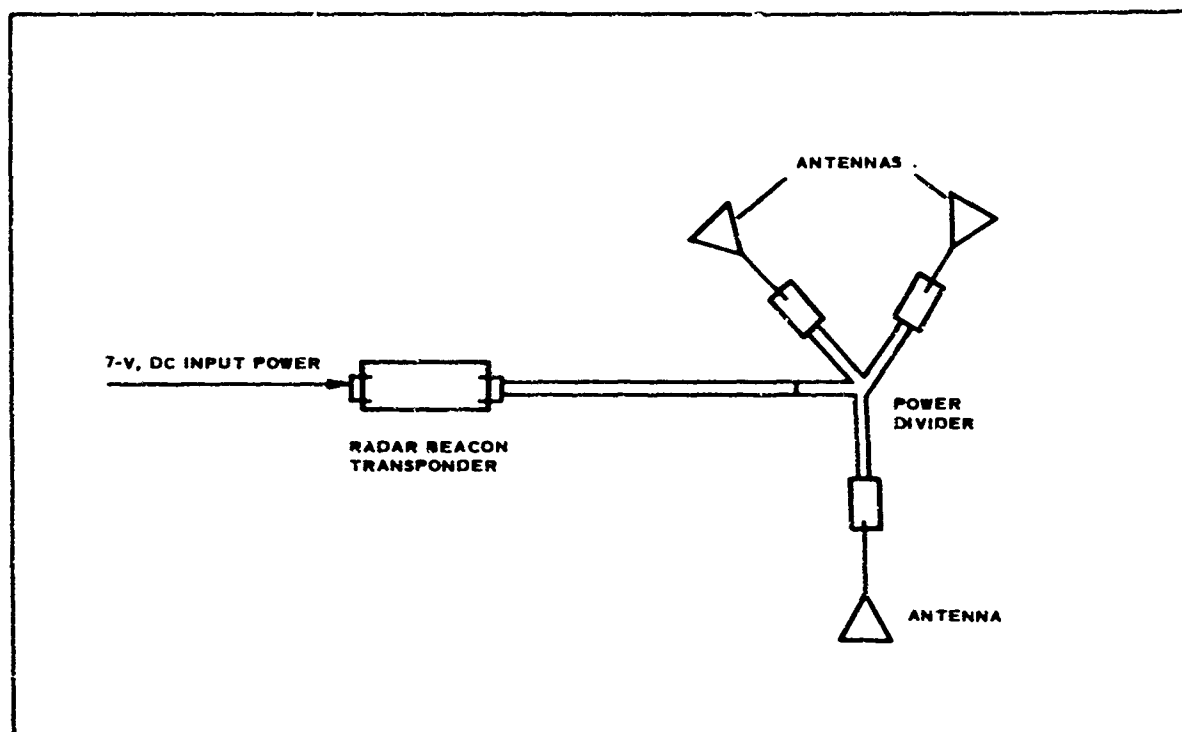 ANTENNAS
7-V, DC INPUT POWER
RADAR BEACON
TRANSPONDER
POWER
DIVIDER
ANTENNA